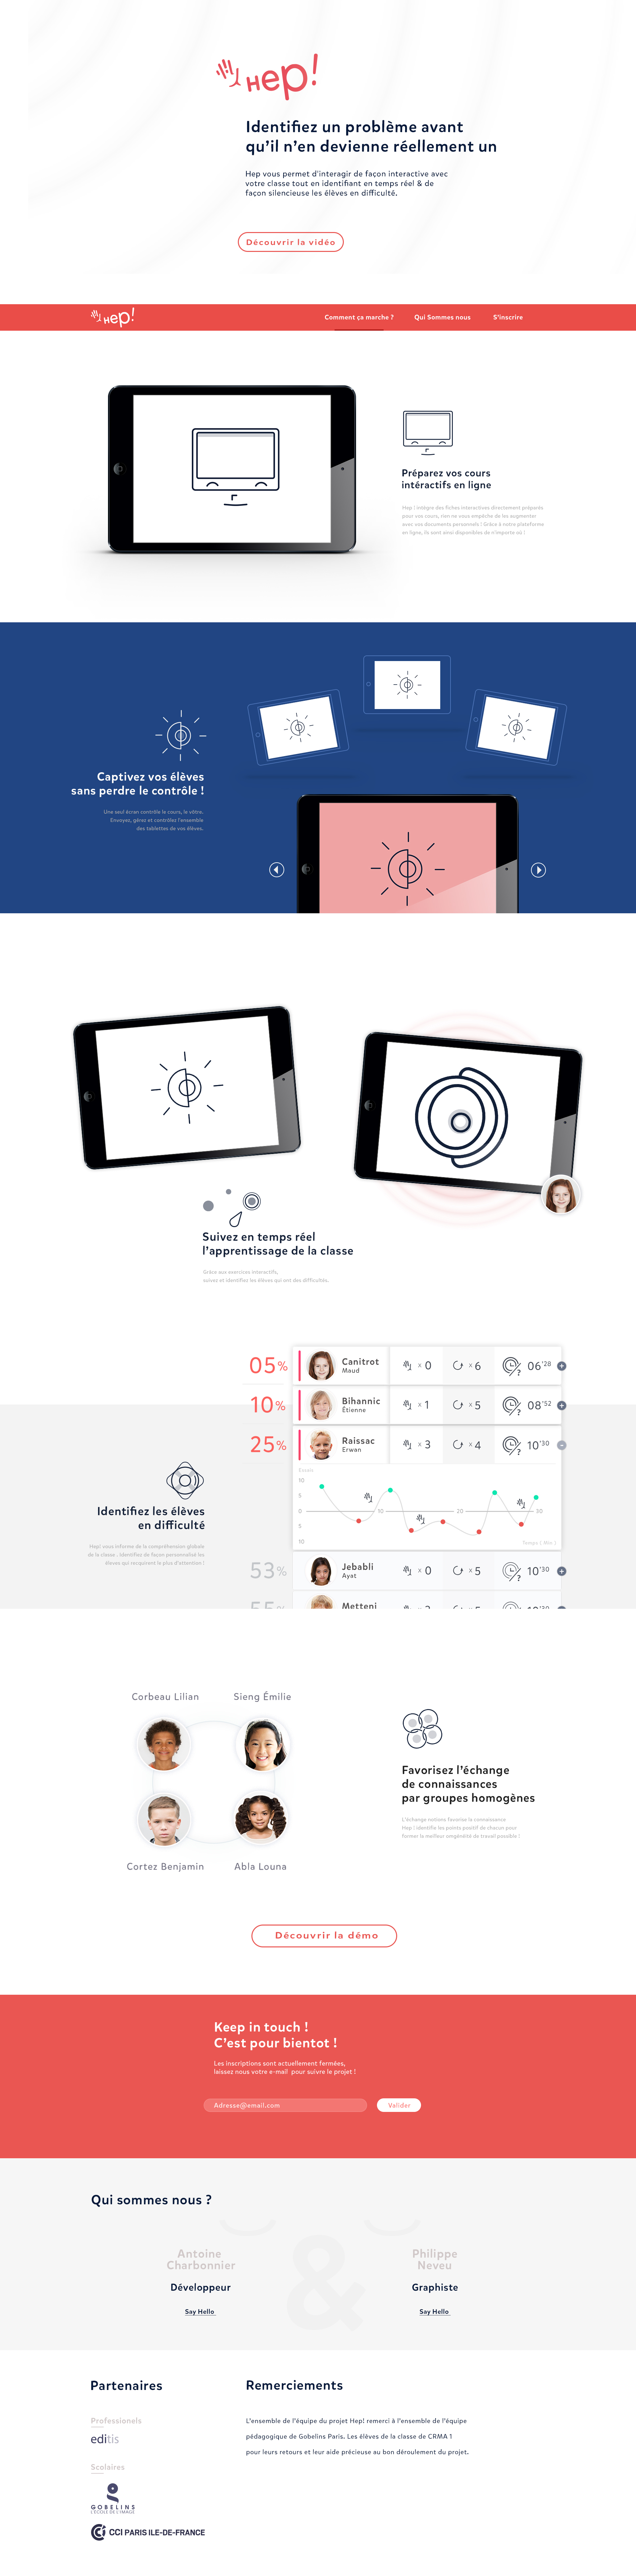 Hep!
Identifiez un problème avant
qu'il n'en devienne réellement un
Hep vous permet d'interagir de façon interactive avec
votre classe tout en identifiant en temps réel & de
façon silencieuse les élèves en difficulté.
Découvrir la vidéo
Hep! Comment ça marche ? Qui Sommes nous S'inscrire
Préparez vos cours
intéractifs en ligne
Hep ! intègre des fiches interactives directement préparés
pour vos cours, rien ne vous empêche de les augmenter
avec vos documents personnels ! Grâce à notre plateforme
en ligne, ils sont ainsi disponibles de n'importe où !
Captivez vos élèves
sans perdre le contrôle !
Une seul écran contrôle le cours, le vôtre.
Envoyez, gérez et contrôlez l'ensemble
des tablettes de vos élèves.
Suivez en temps réel
l'apprentissage de la classe
Grâce aux exercices interactifs,
suivez et identifiez les élèves qui ont des difficultés.
05% Canitrot Maud x 0 x 6 ? 06'28 +
10% Bihannic Étienne x 1 x 5 ? 08'52 +
25% Raissac Erwan x 3 x 4 ? 10'30 -
Essais
10
5
0 10 20 30
5
10 Temps ( Min )
Identifiez les élèves
en difficulté
Hep! vous informe de la compréhension globale
de la classe . Identifiez de façon personnalisé les
élèves qui requièrent le plus d'attention !
53% Jebabli Ayat x 0 x 5 ? 10'30 +
55% Metteni
Corbeau Lilian Sieng Émilie
Cortez Benjamin Abla Louna
Favorisez l'échange
de connaissances
par groupes homogènes
L'échange notions favorise la connaissance
Hep ! Identifie les points positif de chacun pour
former la meilleur omgénéité de travail possible !
Découvrir la démo
Keep in touch !
C'est pour bientot !
Les inscriptions sont actuellement fermées,
laissez nous votre e-mail pour suivre le projet !
Adresse@email.com Valider
Qui sommes nous ?
Antoine
Charbonnier
Développeur
Say Hello
&
Philippe
Neveu
Graphiste
Say Hello
Partenaires
Professionels
editis
Scolaires
GOBELINS
L'ÉCOLE DE L'IMAGE
CCI PARIS ILE-DE-FRANCE
Remerciements
L'ensemble de l'équipe du projet Hep! remerci à l'ensemble de l'équipe
pédagogique de Gobelins Paris. Les élèves de la classe de CRMA 1
pour leurs retours et leur aide précieuse au bon déroulement du projet.